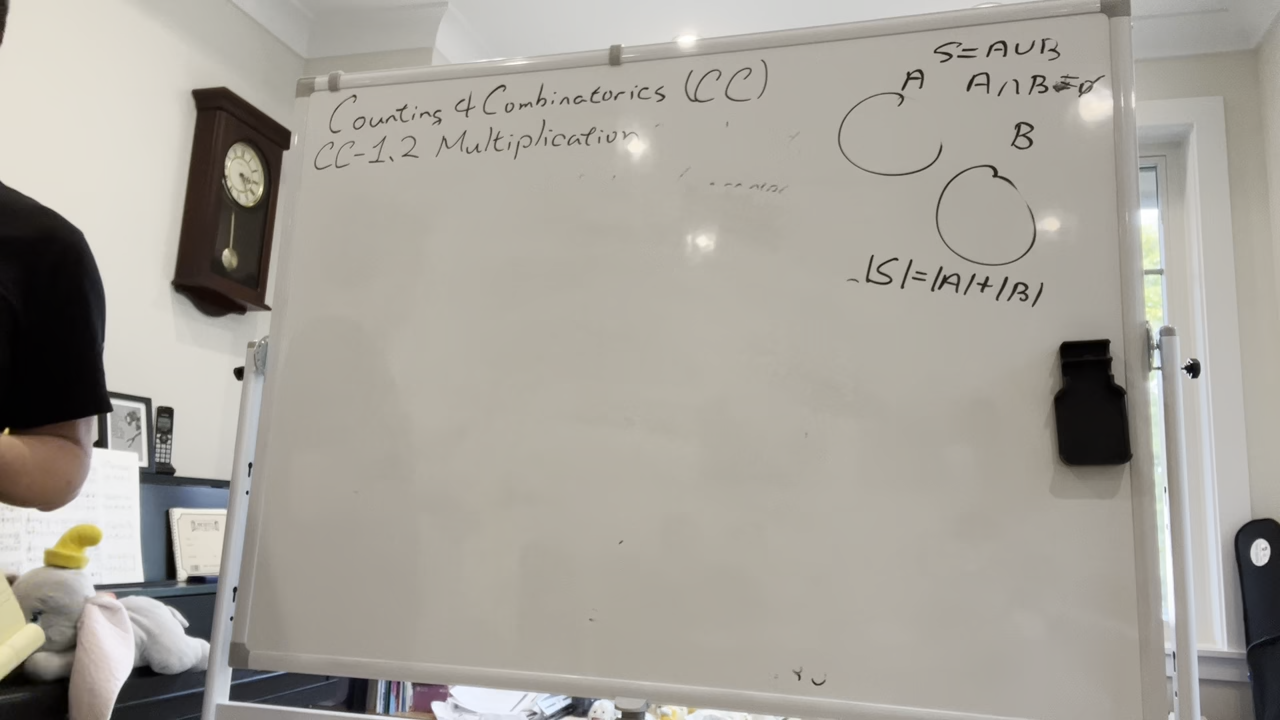 Counting & Combinatorics (CC)
CC-1.2 Multiplication
S=A∪B
A∩B=∅
A
B
|S|=|A|+|B|